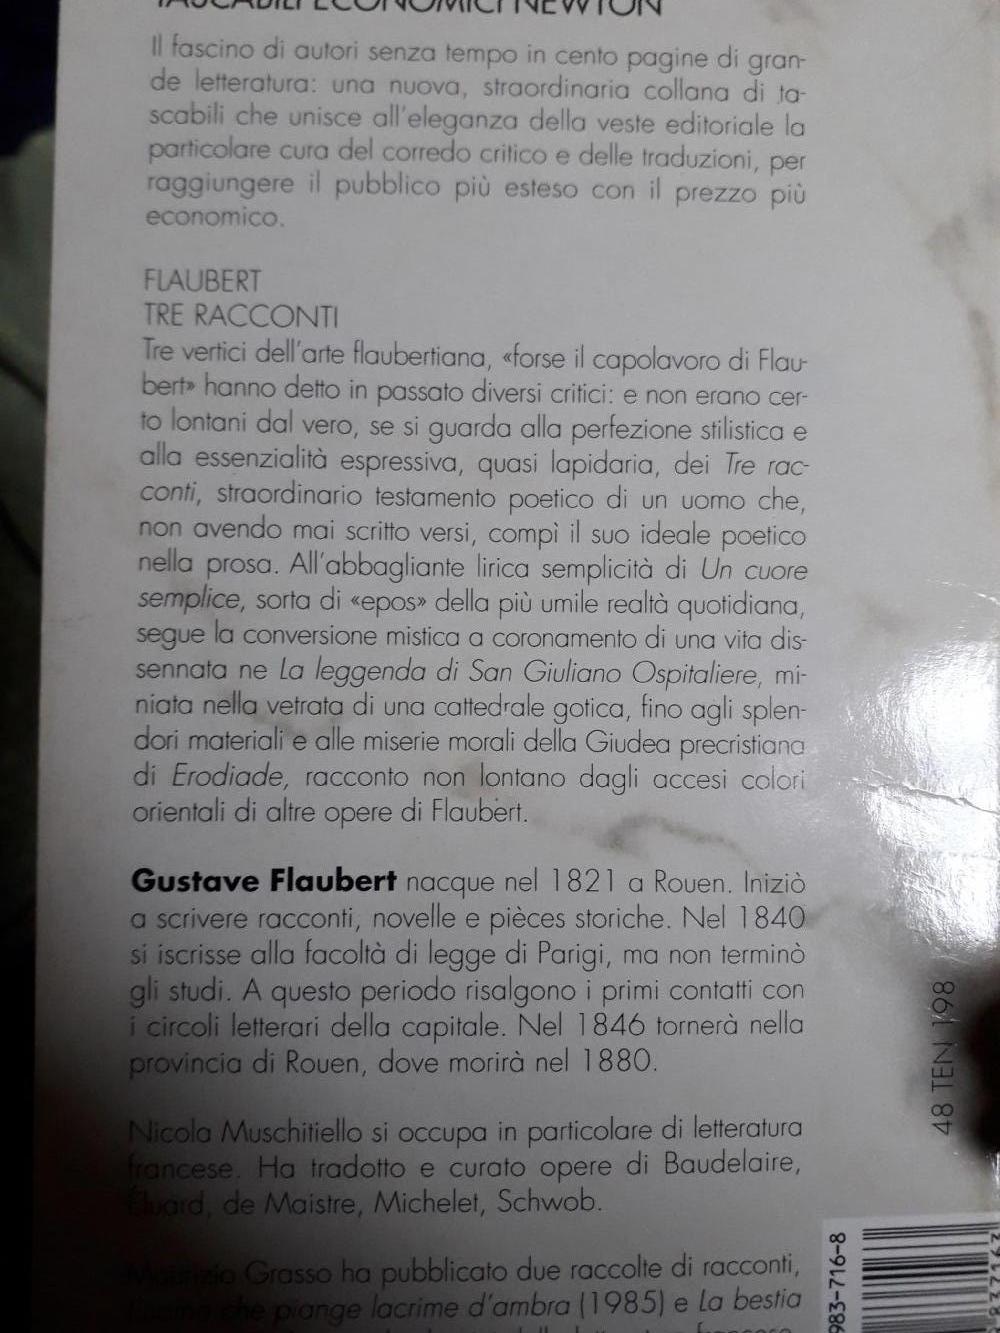 TASCABILI ECONOMICI NEWTON
Il fascino di autori senza tempo in cento pagine di gran-
de letteratura: una nuova, straordinaria collana di ta-
scabili che unisce all'eleganza della veste editoriale la
particolare cura del corredo critico e delle traduzioni, per
raggiungere il pubblico più esteso con il prezzo più
economico.
FLAUBERT
TRE RACCONTI
Tre vertici dell'arte flaubertiana, «forse il capolavoro di Flau-
bert» hanno detto in passato diversi critici: e non erano cer-
to lontani dal vero, se si guarda alla perfezione stilistica e
alla essenzialità espressiva, quasi lapidaria, dei Tre rac-
conti, straordinario testamento poetico di un uomo che,
non avendo mai scritto versi, compì il suo ideale poetico
nella prosa. All'abbagliante lirica semplicità di Un cuore
semplice, sorta di «epos» della più umile realtà quotidiana,
segue la conversione mistica a coronamento di una vita dis-
sennata ne La leggenda di San Giuliano Ospitaliere, mi-
niata nella vetrata di una cattedrale gotica, fino agli splen-
dori materiali e alle miserie morali della Giudea precristiana
di Erodiade, racconto non lontano dagli accesi colori
orientali di altre opere di Flaubert.
Gustave Flaubert nacque nel 1821 a Rouen. Iniziò
a scrivere racconti, novelle e pièces storiche. Nel 1840
si iscrisse alla facoltà di legge di Parigi, ma non terminò
gli studi. A questo periodo risalgono i primi contatti con
i circoli letterari della capitale. Nel 1846 tornerà nella
provincia di Rouen, dove morirà nel 1880.
Nicola Muschitiello si occupa in particolare di letteratura
francese. Ha tradotto e curato opere di Baudelaire,
Éluard, de Maistre, Michelet, Schwob.
Maurizio Grasso ha pubblicato due raccolte di racconti,
che piange lacrime d'ambra (1985) e La bestia
48 TEN 198
983-716-8